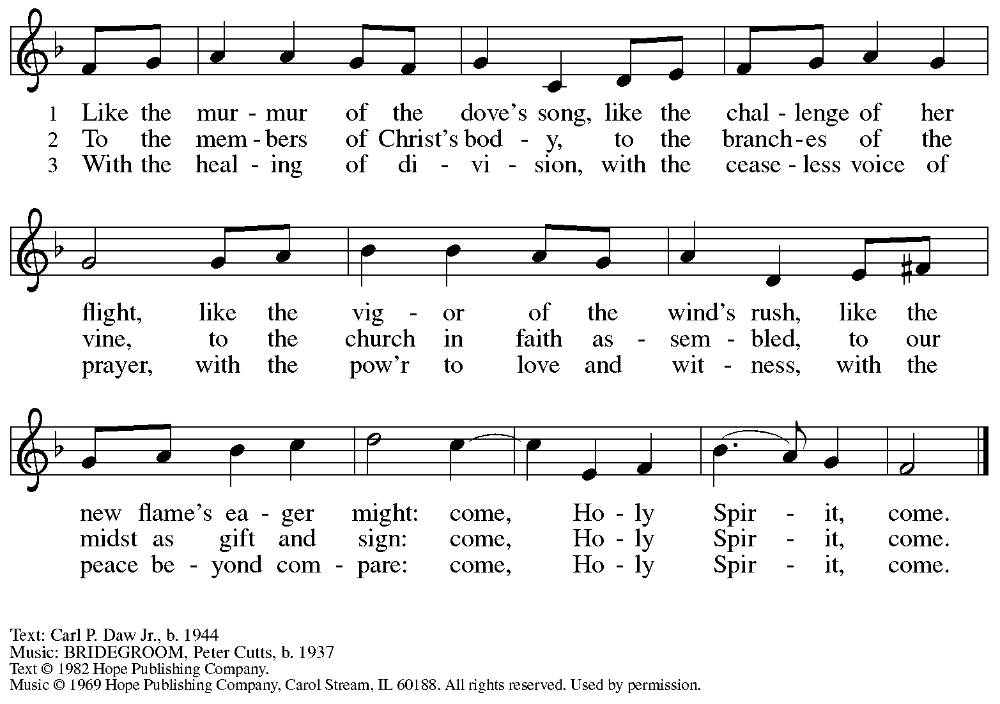 1 Like the mur - mur of the dove's song, like the chal - lenge of her
2 To the mem - bers of Christ's bod - y, to the branch - es of the
3 With the heal - ing of di - vi - sion, with the cease - less voice of
flight, like the vig - or of the wind's rush, like the
vine, to the church in faith as - sem - bled, to our
prayer, with the pow'r to love and wit - ness, with the
new flame's ea - ger might: come, Ho - ly Spir - it, come.
midst as gift and sign: come, Ho - ly Spir - it, come.
peace be - yond com - pare: come, Ho - ly Spir - it, come.
Text: Carl P. Daw Jr., b. 1944
Music: BRIDEGROOM, Peter Cutts, b. 1937
Text © 1982 Hope Publishing Company.
Music © 1969 Hope Publishing Company, Carol Stream, IL 60188. All rights reserved. Used by permission.